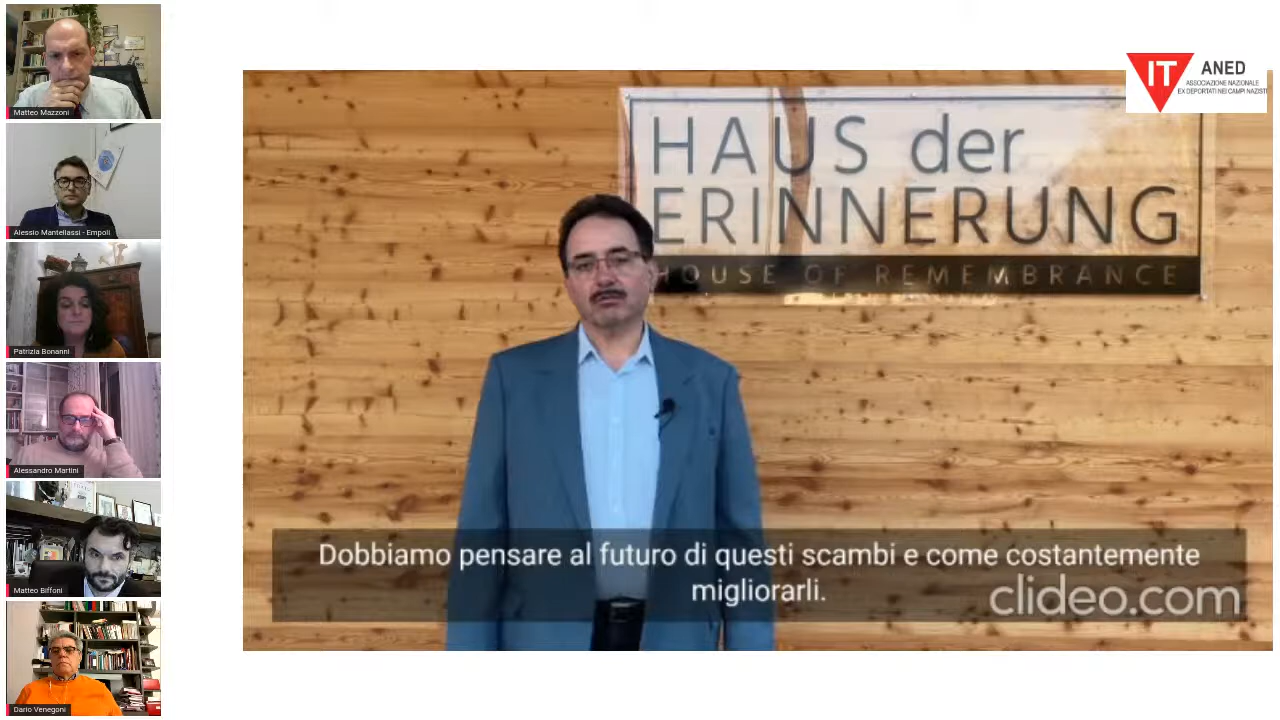 Matteo Mazzoni
Alessio Mantellassi - Empoli
Patrizia Bonanni
Alessandro Martini
Matteo Biffoni
Dario Venegoni
IT
ANED
ASSOCIAZIONE NAZIONALE
EX DEPORTATI NEI CAMPI NAZISTI
HAUS der
ERINNERUNG
HOUSE OF REMEMBRANCE
Dobbiamo pensare al futuro di questi scambi e come costantemente
migliorarli.
clideo.com